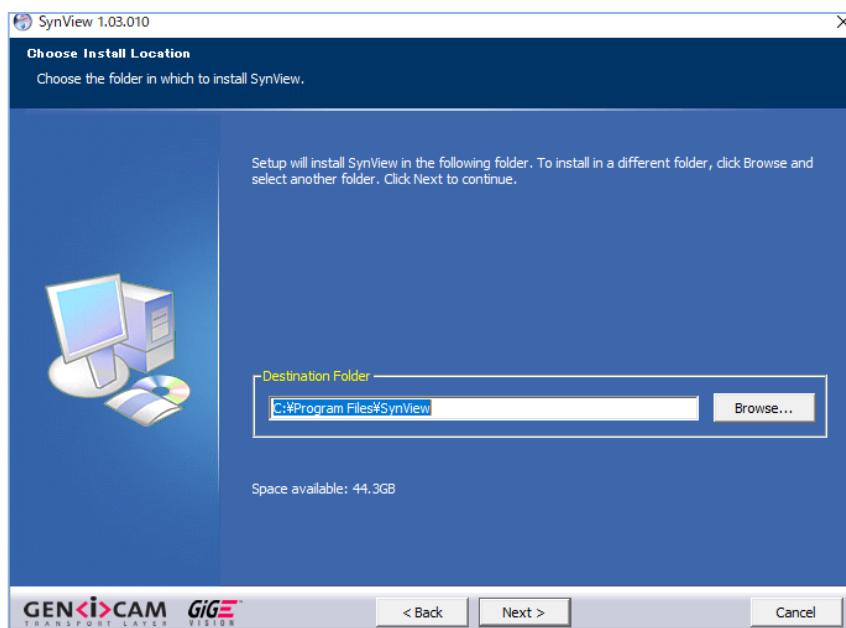 SynView 1.03.010
Choose Install Location
Choose the folder in which to install SynView.
Setup will install SynView in the following folder. To install in a different folder, click Browse and
select another folder. Click Next to continue.
Destination Folder
C:¥Program Files¥SynView
Browse...
Space available: 44.3GB
GEN<i>CAM
TRANSPORT LAYER
GiGE
VISION
< Back
Next >
Cancel